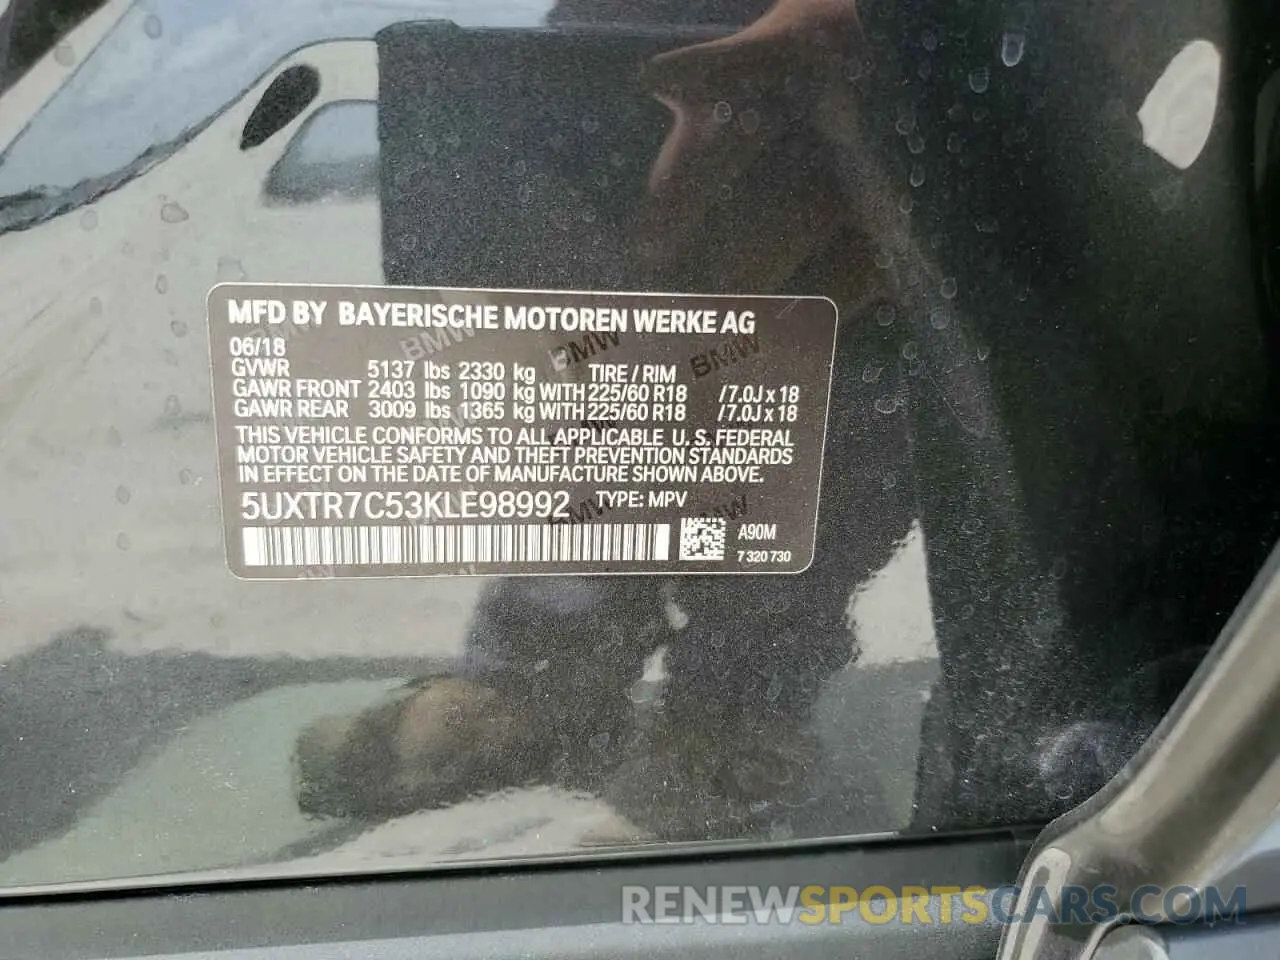 MFD BY BAYERISCHE MOTOREN WERKE AG
06/18
GVWR 5137 lbs 2330 kg TIRE / RIM
GAWR FRONT 2403 lbs 1090 kg WITH 225/60 R18 /7.0J x 18
GAWR REAR 3009 lbs 1365 kg WITH 225/60 R18 /7.0J x 18
THIS VEHICLE CONFORMS TO ALL APPLICABLE U. S. FEDERAL
MOTOR VEHICLE SAFETY AND THEFT PREVENTION STANDARDS
IN EFFECT ON THE DATE OF MANUFACTURE SHOWN ABOVE.
5UXTR7C53KLE98992 TYPE: MPV
A90M
7 320 730
RENEWSPORTSCARS.COM